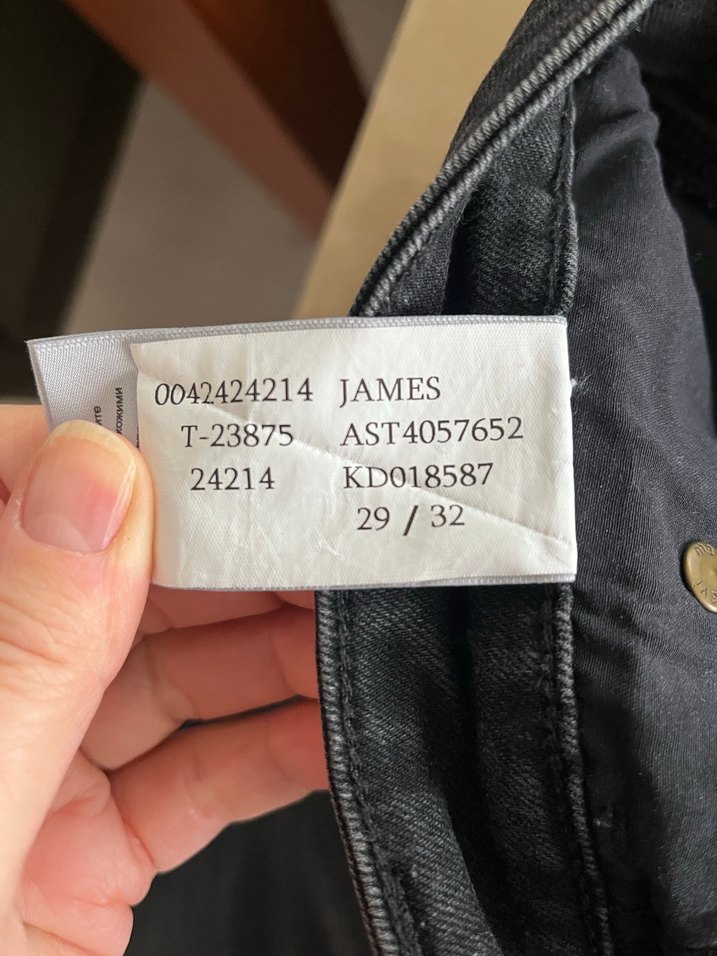 0042424214 JAMES
T-23875 AST4057652
24214 KD018587
29 / 32